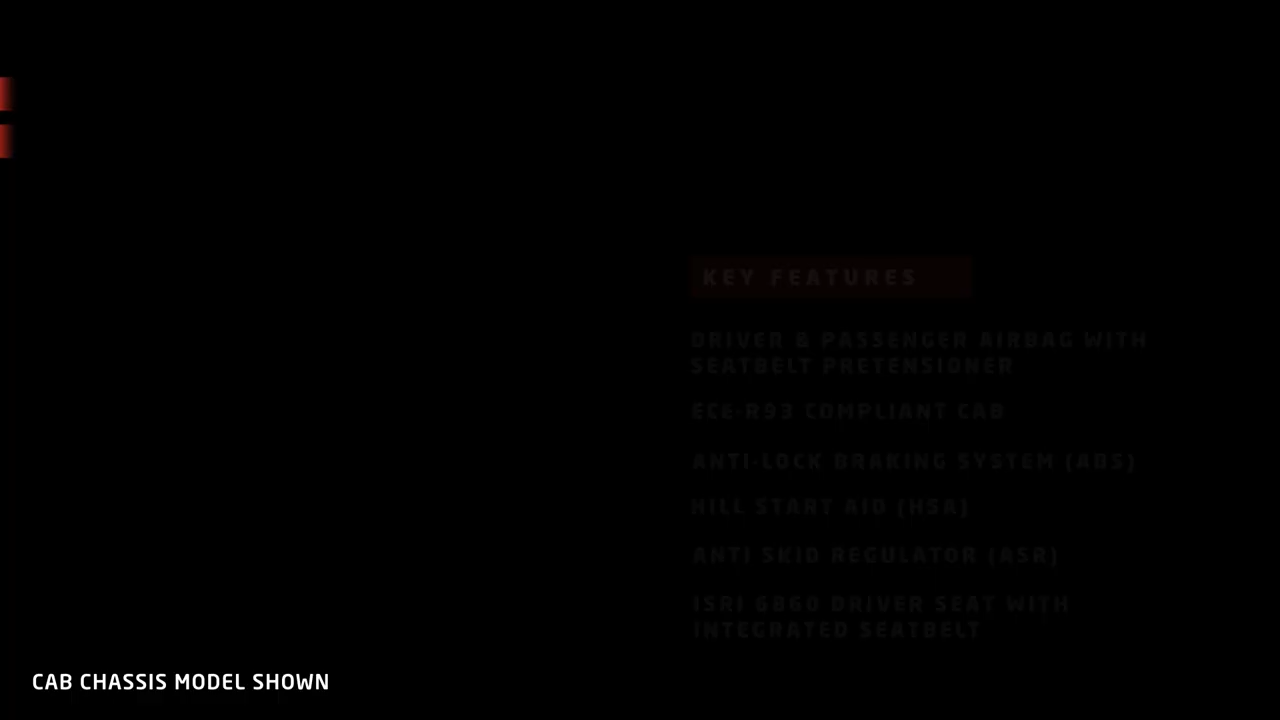 KEY FEATURES
DRIVER & PASSENGER AIRBAG WITH
SEATBELT PRETENSIONER
ECE-R93 COMPLIANT CAB
ANTI-LOCK BRAKING SYSTEM (ABS)
HILL START AID (HSA)
ANTI SKID REGULATOR (ASR)
ISRI 6860 DRIVER SEAT WITH
INTEGRATED SEATBELT
CAB CHASSIS MODEL SHOWN